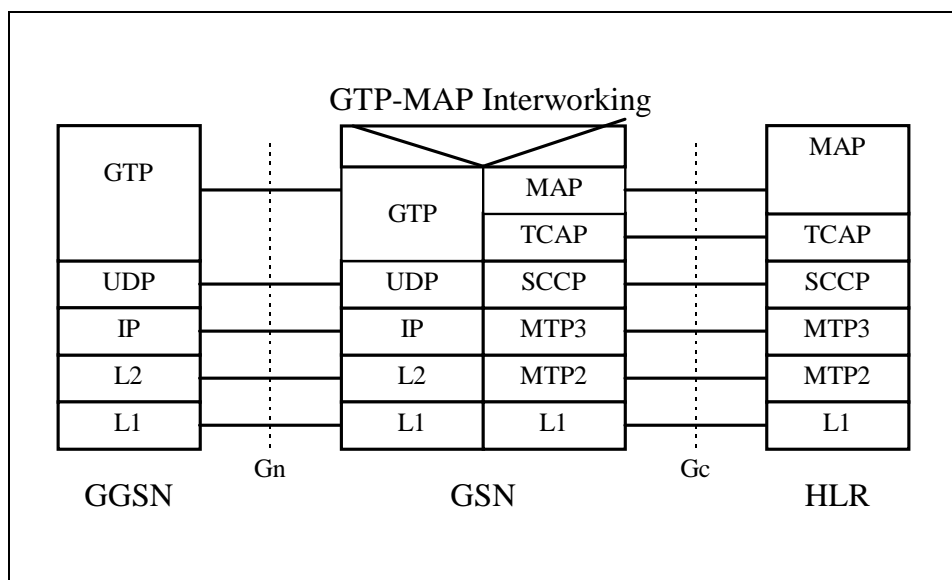 GTP-MAP Interworking
GTP
GTP
MAP
MAP
TCAP
TCAP
UDP
UDP
SCCP
SCCP
IP
IP
MTP3
MTP3
L2
L2
MTP2
MTP2
L1
L1
L1
L1
Gn
Gc
GGSN
GSN
HLR